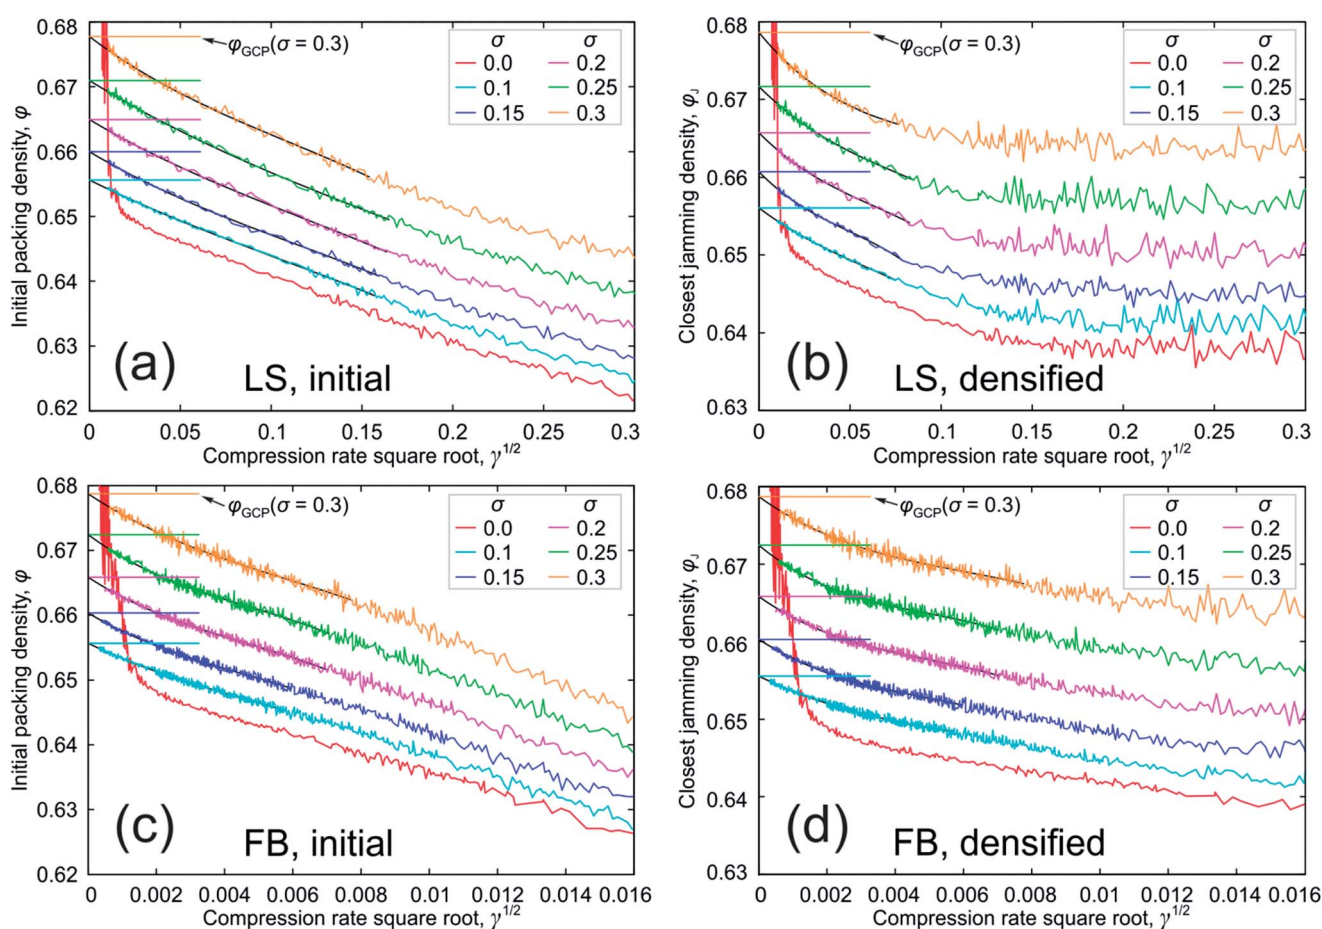 0.68
0.67
0.66
0.65
0.64
0.63
0.62
Initial packing density, φ
φGCP(σ = 0.3)
σ σ
0.0 0.2
0.1 0.25
0.15 0.3
(a)
LS, initial
0 0.05 0.1 0.15 0.2 0.25 0.3
Compression rate square root, γ1/2
0.68
0.67
0.66
0.65
0.64
0.63
Closest jamming density, φJ
φGCP(σ = 0.3)
σ σ
0.0 0.2
0.1 0.25
0.15 0.3
(b)
LS, densified
0 0.05 0.1 0.15 0.2 0.25 0.3
Compression rate square root, γ1/2
0.68
0.67
0.66
0.65
0.64
0.63
0.62
Initial packing density, φ
φGCP(σ = 0.3)
σ σ
0.0 0.2
0.1 0.25
0.15 0.3
(c)
FB, initial
0 0.002 0.004 0.006 0.008 0.01 0.012 0.014 0.016
Compression rate square root, γ1/2
0.68
0.67
0.66
0.65
0.64
0.63
Closest jamming density, φJ
φGCP(σ = 0.3)
σ σ
0.0 0.2
0.1 0.25
0.15 0.3
(d)
FB, densified
0 0.002 0.004 0.006 0.008 0.01 0.012 0.014 0.016
Compression rate square root, γ1/2